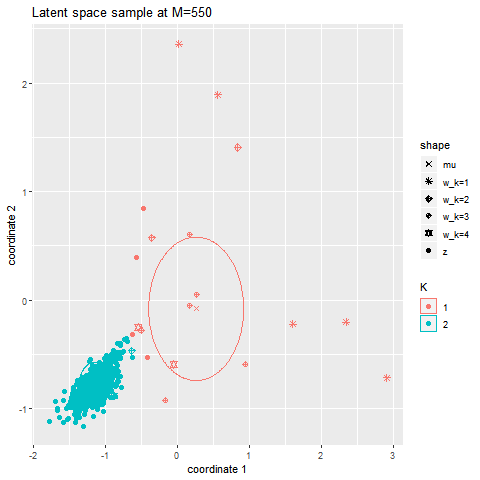 Latent space sample at M=550
2
1
0
-1
-2
-1
0
1
2
3
coordinate 1
coordinate 2
shape
mu
w_k=1
w_k=2
w_k=3
w_k=4
z
K
1
2